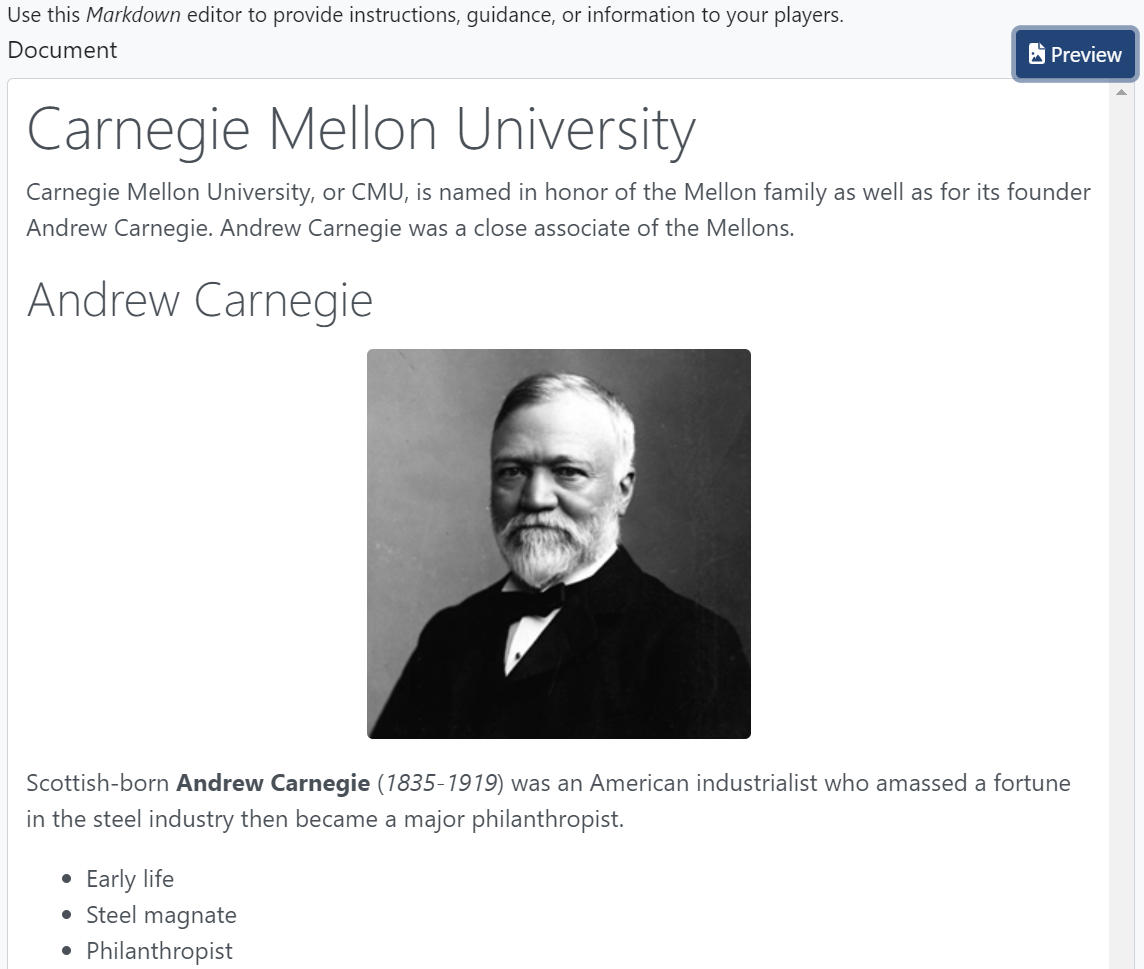 Use this Markdown editor to provide instructions, guidance, or information to your players.
Document
Preview
Carnegie Mellon University
Carnegie Mellon University, or CMU, is named in honor of the Mellon family as well as for its founder
Andrew Carnegie. Andrew Carnegie was a close associate of the Mellons.
Andrew Carnegie
Scottish-born Andrew Carnegie (1835-1919) was an American industrialist who amassed a fortune
in the steel industry then became a major philanthropist.
• Early life
• Steel magnate
• Philanthropist